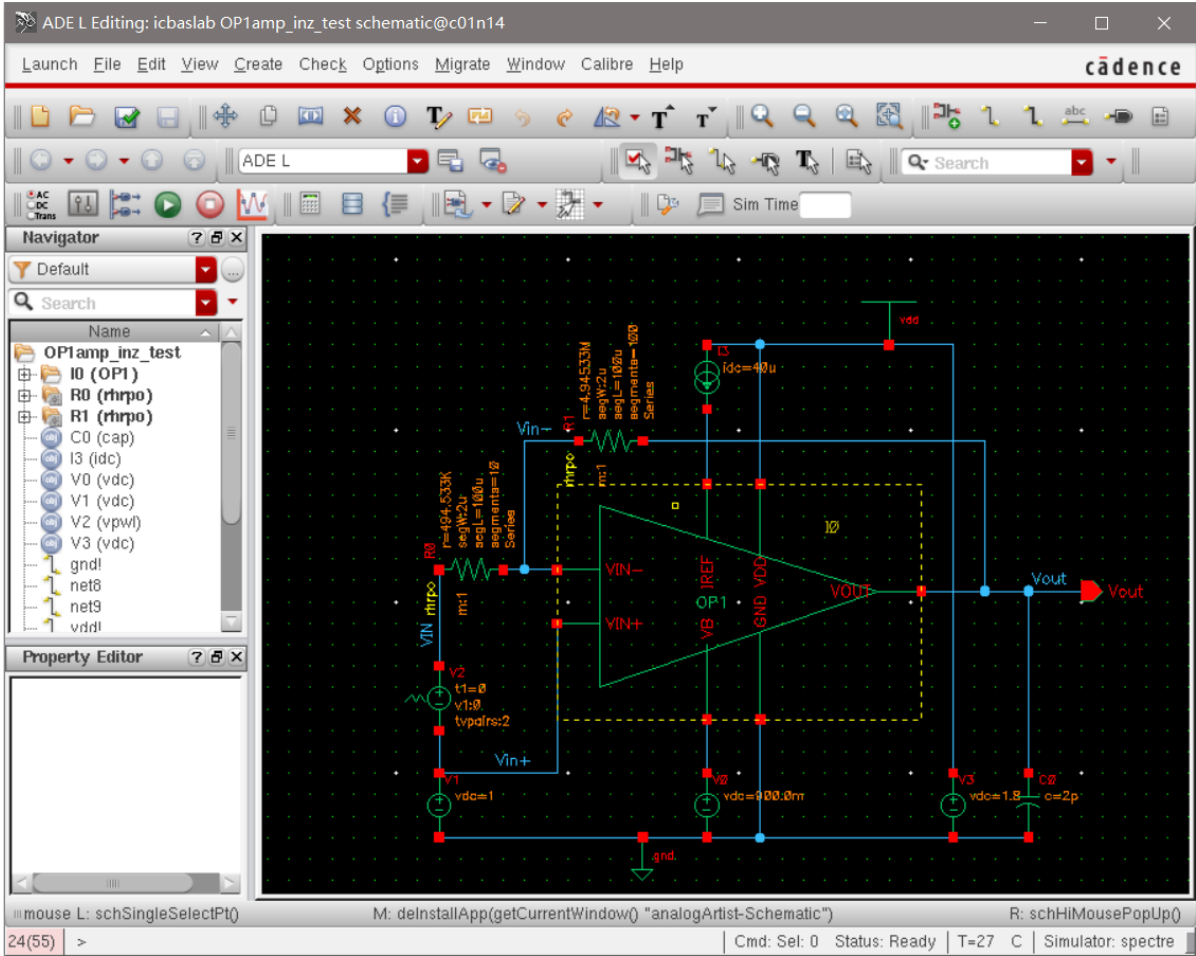 ADE L Editing: icbaslab OP1amp_inz_test schematic@c01n14
Launch File Edit View Create Check Options Migrate Window Calibre Help
cādence
abc
ADE L
Search
AC
DC
Trans
Sim Time
Navigator
Default
Search
Name
OP1amp_inz_test
I0 (OP1)
R0 (rhrpo)
R1 (rhrpo)
C0 (cap)
I3 (idc)
V0 (vdc)
V1 (vdc)
V2 (vpwl)
V3 (vdc)
gnd!
net8
net9
vdd!
Property Editor
vdd
idc=40u
R1
r=4.94533M
segW:2u
segL=100u
segments=100
Series
rhrpo
m:1
Vin-
R0
r=494.533K
segW:2u
segL=100u
segments=10
Series
rhrpo
m:1
VIN
I0
VIN-
VIN+
IREF
VDD
OP1
VB
GND
VOUT
Vout
Vout
V2
t1=0
v1:0
tvpairs:2
Vin+
V1
vdc=1
V0
vdc=900.0m
V3
vdc=1.8
C0
c=2p
gnd
mouse L: schSingleSelectPt()
M: deInstallApp(getCurrentWindow() "analogArtist-Schematic")
R: schHiMousePopUp()
24(55)
>
Cmd: Sel: 0 Status: Ready T=27 C Simulator: spectre